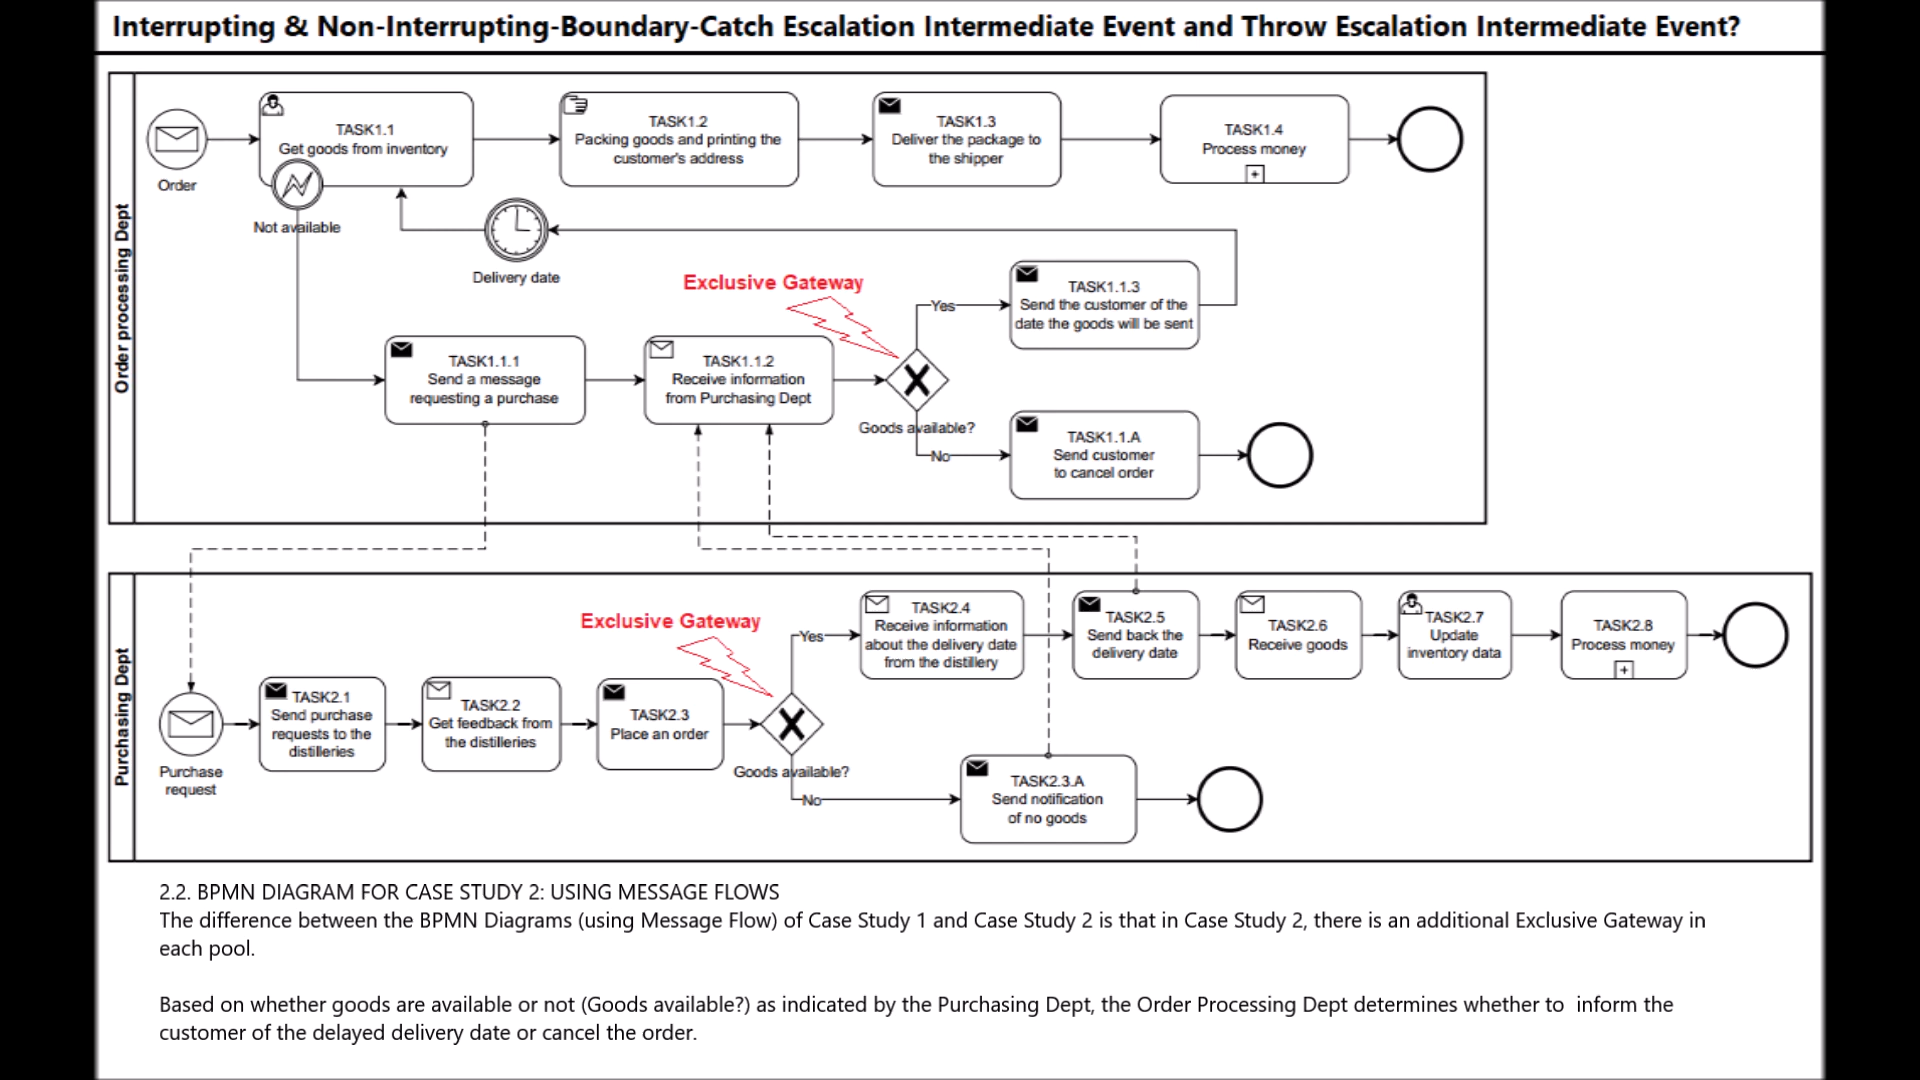 Interrupting & Non-Interrupting-Boundary-Catch Escalation Intermediate Event and Throw Escalation Intermediate Event?
Order processing Dept
Order
TASK1.1
Get goods from inventory
Not available
TASK1.2
Packing goods and printing the
customer's address
TASK1.3
Deliver the package to
the shipper
TASK1.4
Process money
Delivery date
Exclusive Gateway
TASK1.1.1
Send a message
requesting a purchase
TASK1.1.2
Receive information
from Purchasing Dept
Goods available?
Yes
TASK1.1.3
Send the customer of the
date the goods will be sent
No
TASK1.1.A
Send customer
to cancel order
Purchasing Dept
Purchase
request
TASK2.1
Send purchase
requests to the
distilleries
TASK2.2
Get feedback from
the distilleries
TASK2.3
Place an order
Exclusive Gateway
Goods available?
Yes
TASK2.4
Receive information
about the delivery date
from the distillery
TASK2.5
Send back the
delivery date
TASK2.6
Receive goods
TASK2.7
Update
inventory data
TASK2.8
Process money
No
TASK2.3.A
Send notification
of no goods
2.2. BPMN DIAGRAM FOR CASE STUDY 2: USING MESSAGE FLOWS
The difference between the BPMN Diagrams (using Message Flow) of Case Study 1 and Case Study 2 is that in Case Study 2, there is an additional Exclusive Gateway in
each pool.
Based on whether goods are available or not (Goods available?) as indicated by the Purchasing Dept, the Order Processing Dept determines whether to  inform the
customer of the delayed delivery date or cancel the order.